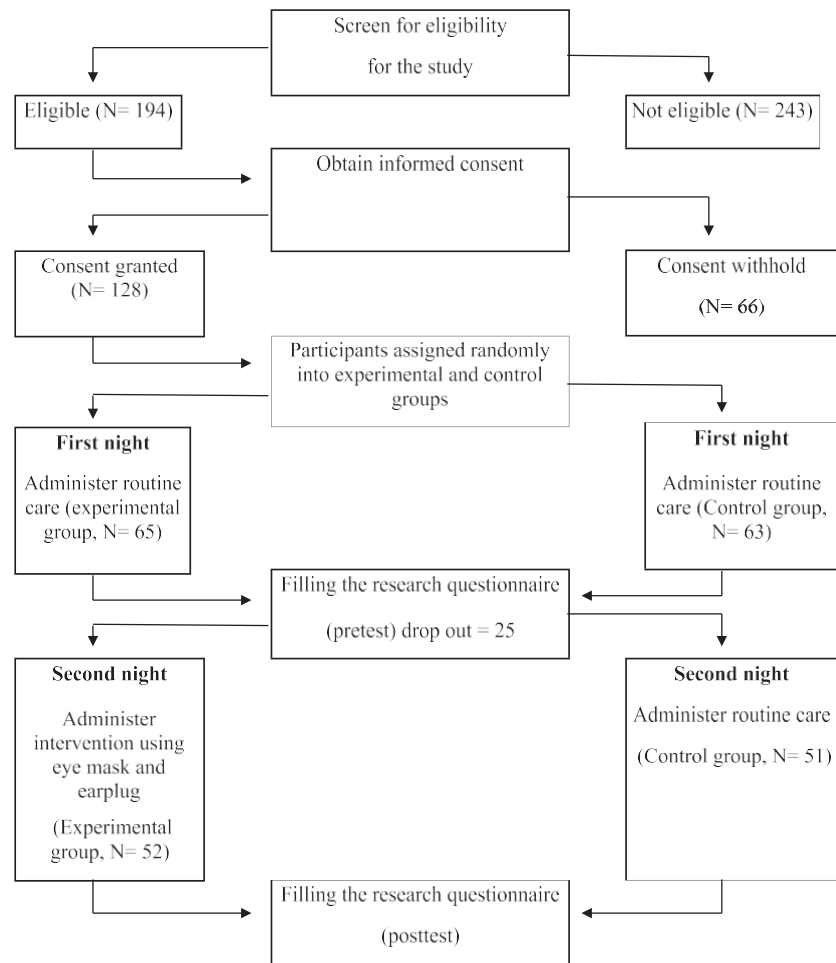 Screen for eligibility
for the study
Eligible (N= 194)
Not eligible (N= 243)
Obtain informed consent
Consent granted
(N= 128)
Consent withhold
(N= 66)
Participants assigned randomly
into experimental and control
groups
First night
Administer routine
care (experimental
group, N= 65)
First night
Administer routine
care (Control group,
N= 63)
Filling the research questionnaire
(pretest) drop out = 25
Second night
Administer
intervention using
eye mask and
earplug
(Experimental
group, N= 52)
Second night
Administer routine care
(Control group, N= 51)
Filling the research questionnaire
(posttest)